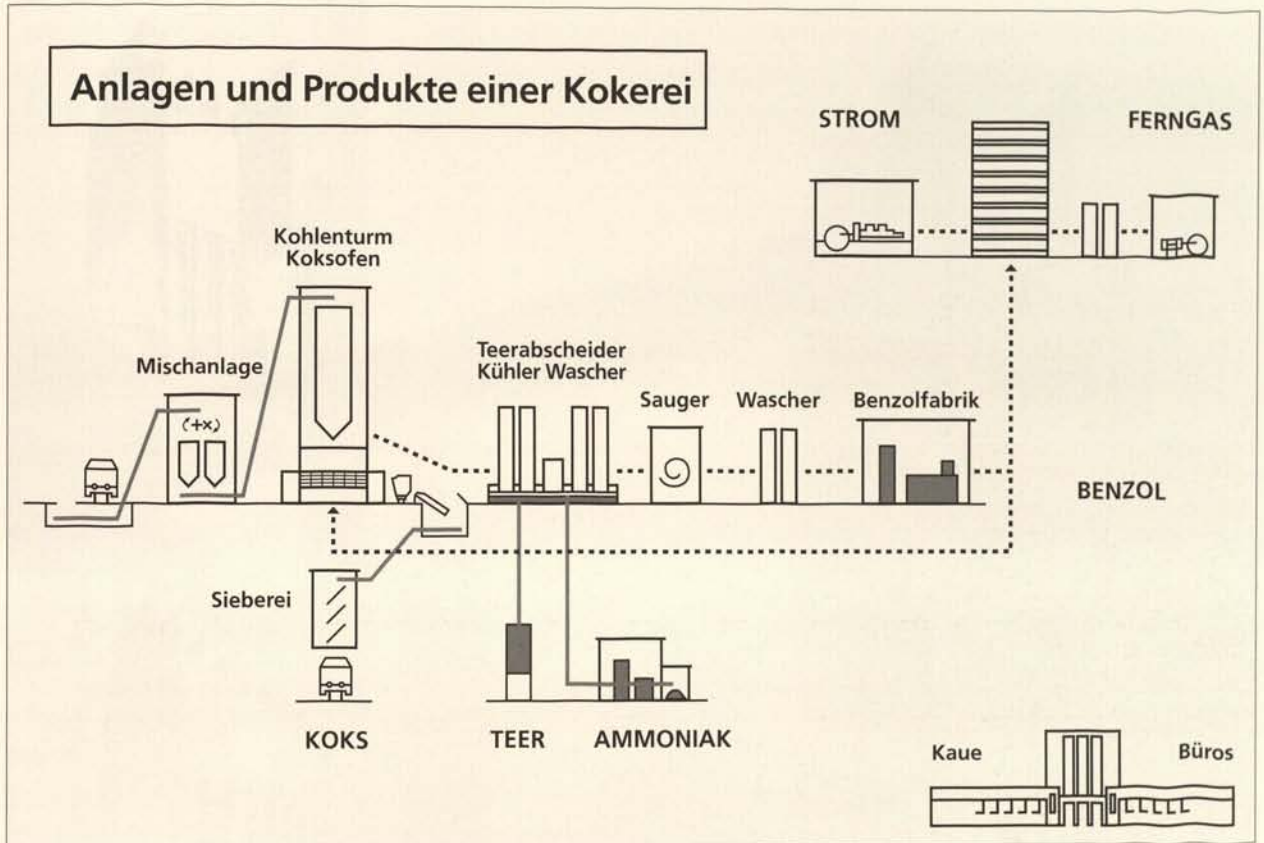 Anlagen und Produkte einer Kokerei
STROM
FERNGAS
Kohlenturm
Koksofen
Mischanlage
(+x)
Teerabscheider
Kühler Wascher
Sauger
Wascher
Benzolfabrik
BENZOL
Sieberei
KOKS
TEER
AMMONIAK
Kaue
Büros